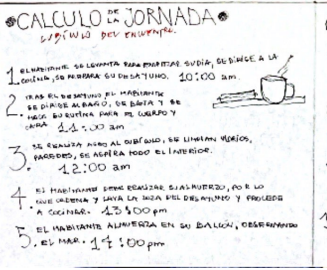 CALCULO DE LA JORNADA
CUBÍCULO DEL ENCUENTRO.
1. EL HABITANTE SE LEVANTA PARA EMPEZAR SU DÍA, SE DIRIGE A LA
COCINA, SE PREPARA SU DESAYUNO. 10:00 am
2. TRAS EL DESAYUNO EL HABITANTE
SE DIRIGE AL BAÑO, SE BAÑA Y SE
HACE SU RUTINA PARA EL CUERPO Y
CARA 11:00 am
3. SE REALIZA ASEO AL CUBÍCULO, SE LIMPIAN VIDRIOS,
PAREDES, SE ASPIRA TODO EL INTERIOR.
12:00 am
4. EL HABITANTE DEBE REALIZAR SU ALMUERZO, POR LO
QUE ORDENA Y LAVA LA LOZA DEL DESAYUNO Y PROCEDE
A COCINAR. 13:00pm
5. EL HABITANTE ALMUERZA EN SU BALCÓN, OBSERVANDO
EL MAR. 14:00pm